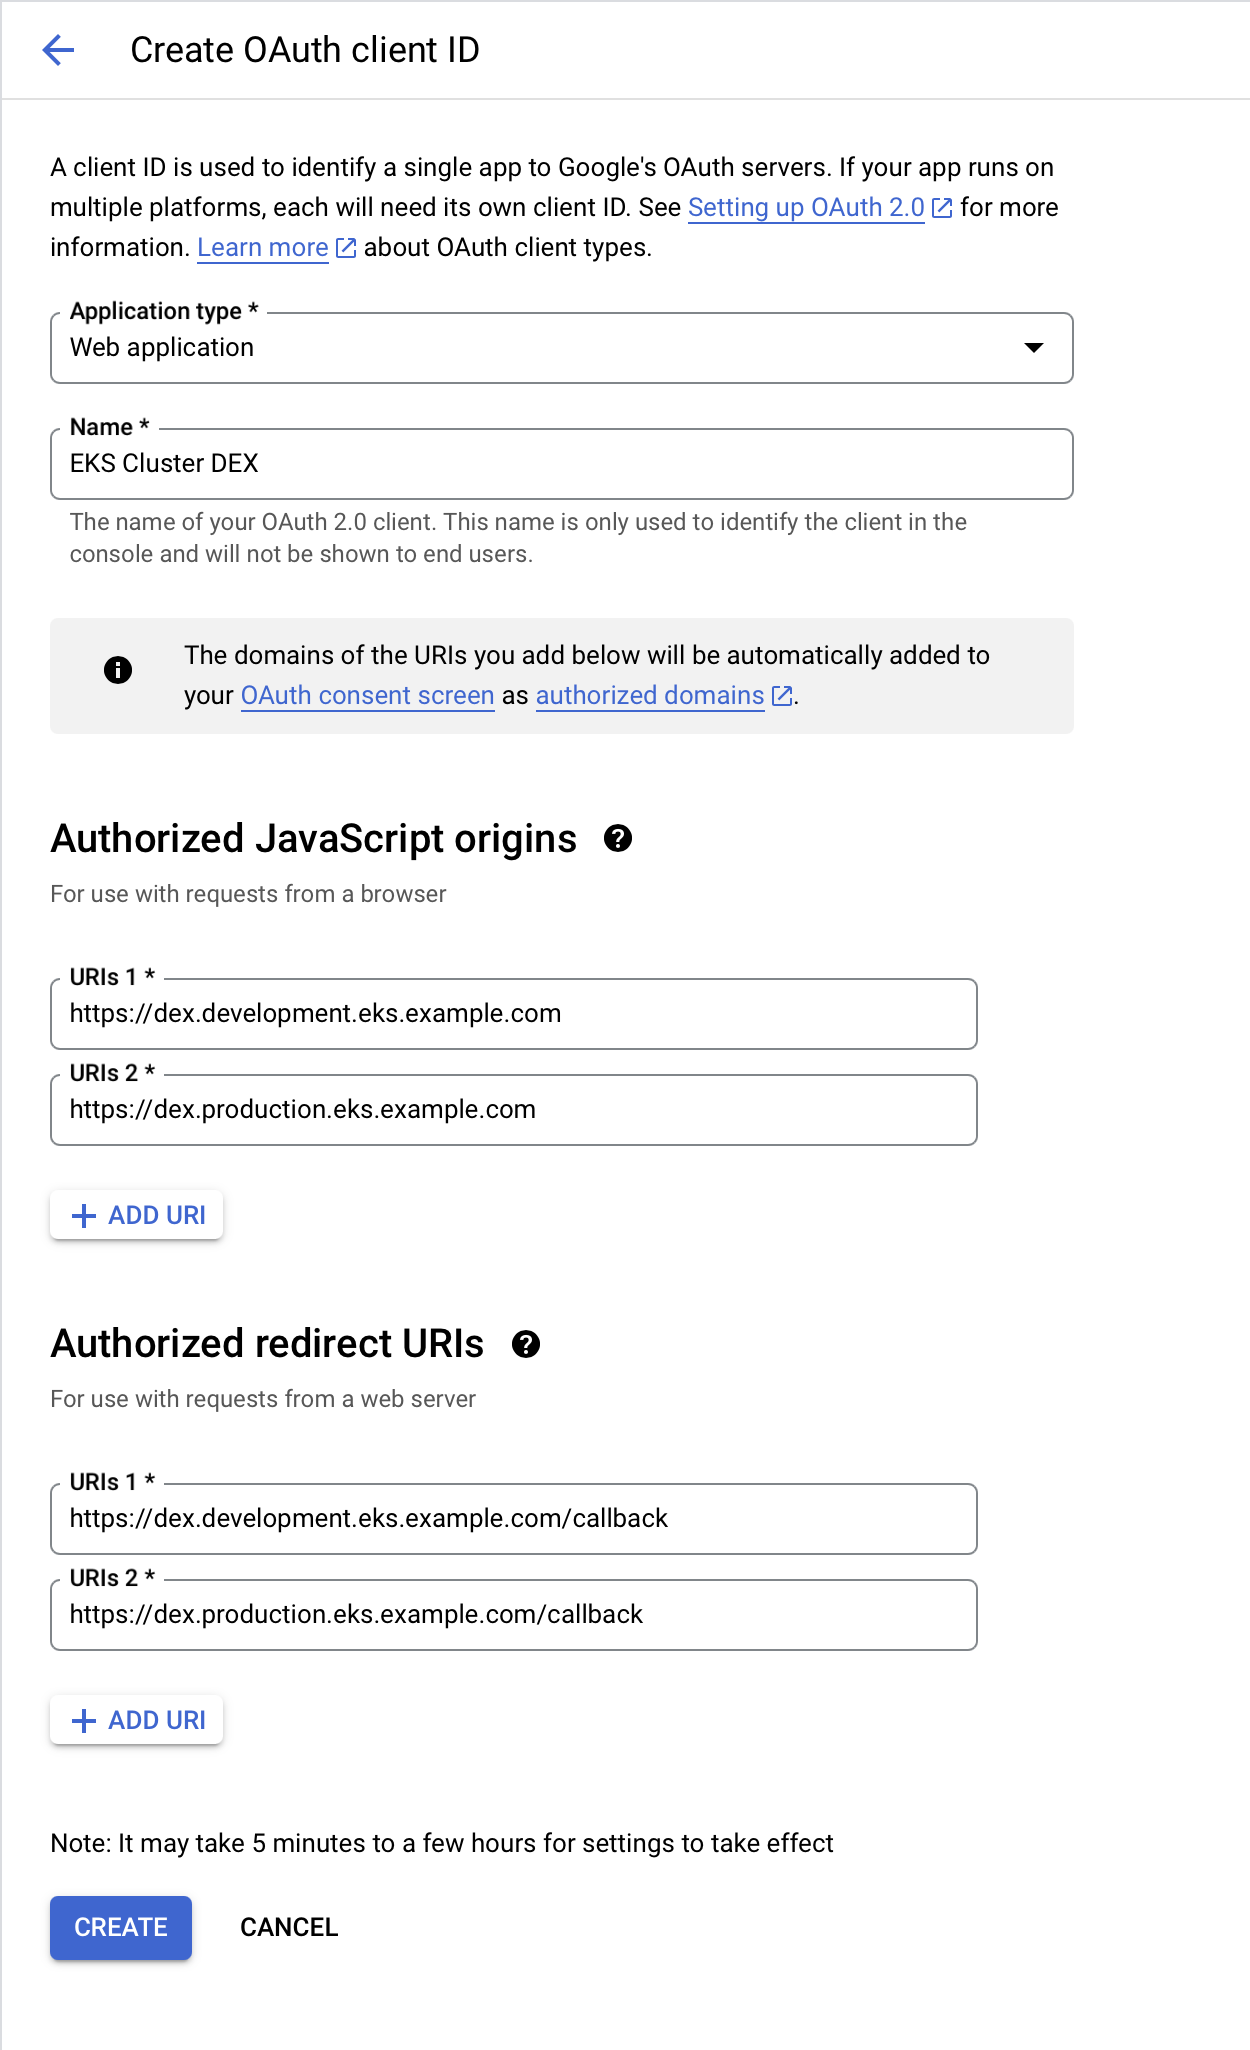 Create OAuth client ID
A client ID is used to identify a single app to Google's OAuth servers. If your app runs on
multiple platforms, each will need its own client ID. See Setting up OAuth 2.0 for more
information. Learn more about OAuth client types.
Application type *
Web application
Name *
EKS Cluster DEX
The name of your OAuth 2.0 client. This name is only used to identify the client in the
console and will not be shown to end users.
The domains of the URIs you add below will be automatically added to
your OAuth consent screen as authorized domains.
Authorized JavaScript origins
For use with requests from a browser
URIs 1 *
https://dex.development.eks.example.com
URIs 2 *
https://dex.production.eks.example.com
ADD URI
Authorized redirect URIs
For use with requests from a web server
URIs 1 *
https://dex.development.eks.example.com/callback
URIs 2 *
https://dex.production.eks.example.com/callback
ADD URI
Note: It may take 5 minutes to a few hours for settings to take effect
CREATE CANCEL